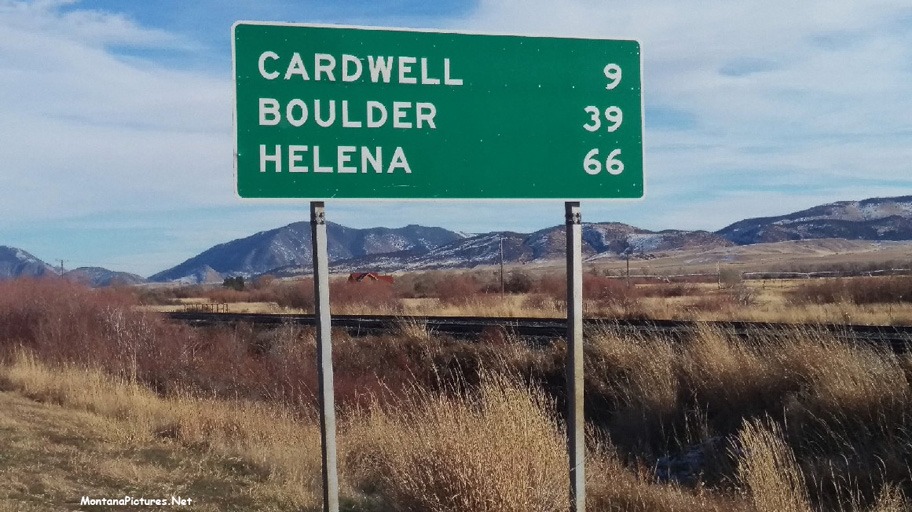 CARDWELL 9
BOULDER 39
HELENA 66
MontanaPictures.Net